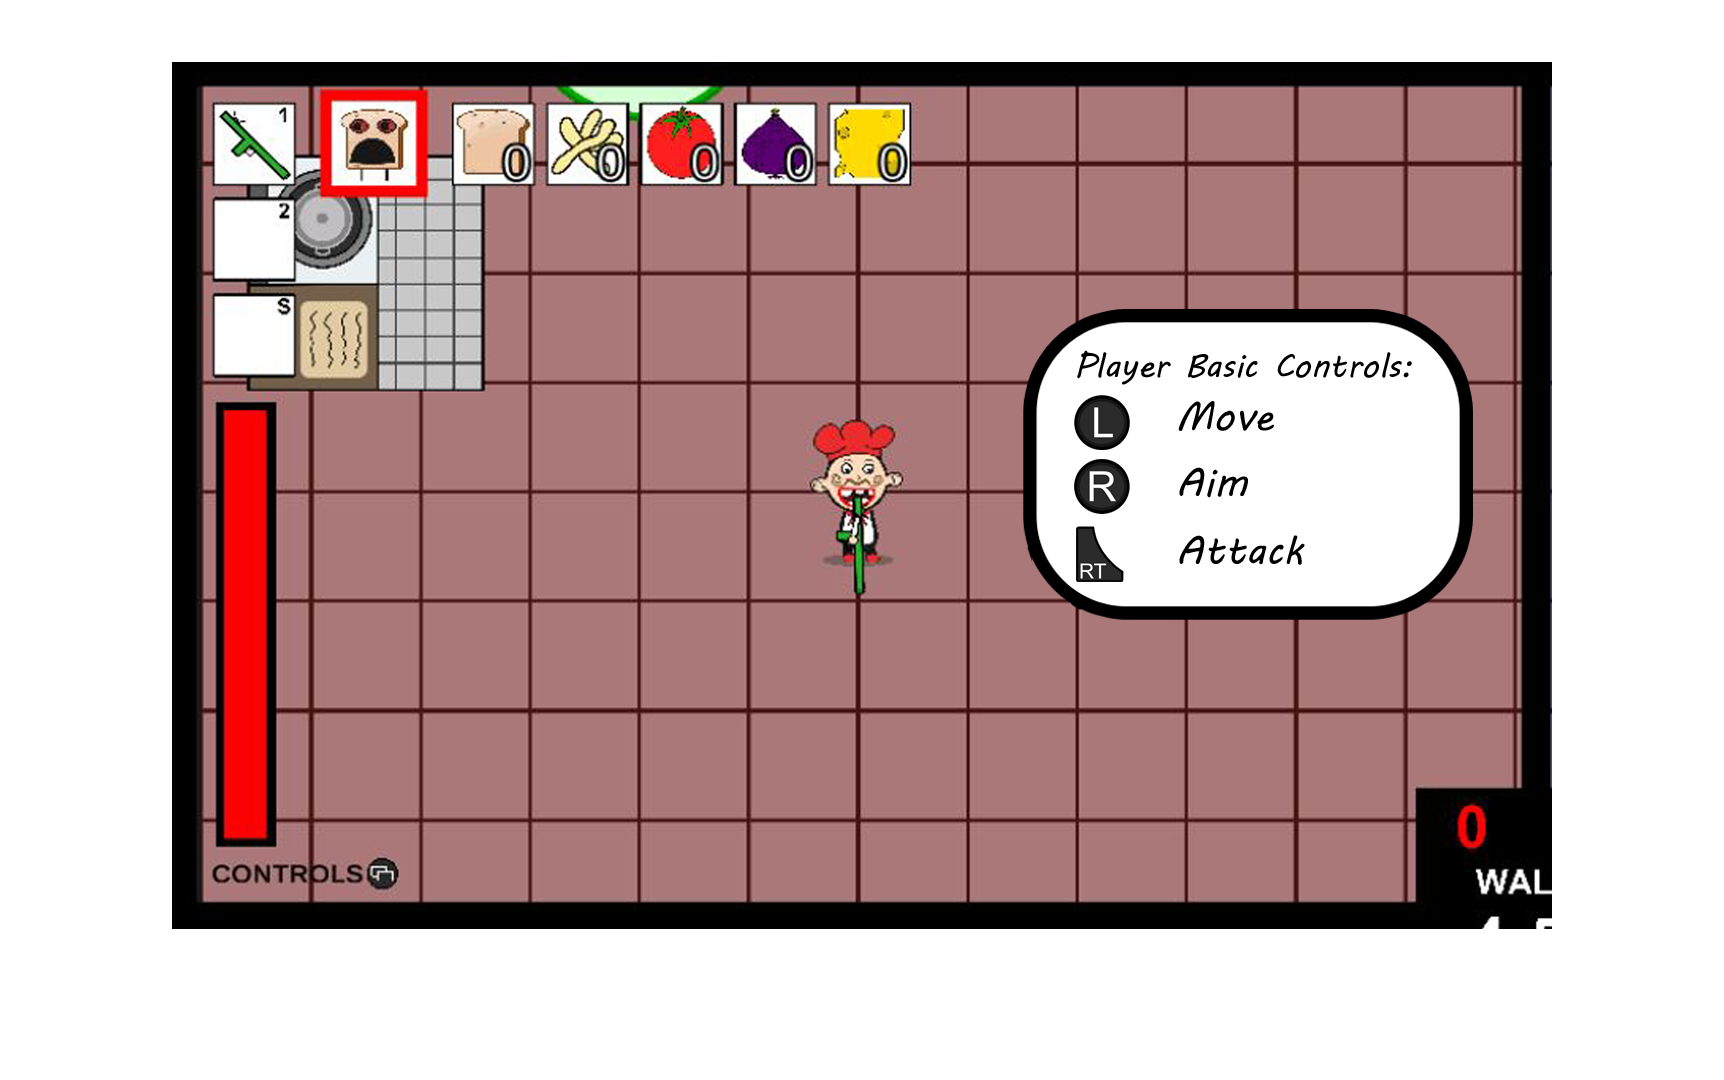 1
2
S
0 0 0 0 0
Player Basic Controls:
L Move
R Aim
RT Attack
CONTROLS
0
WAL